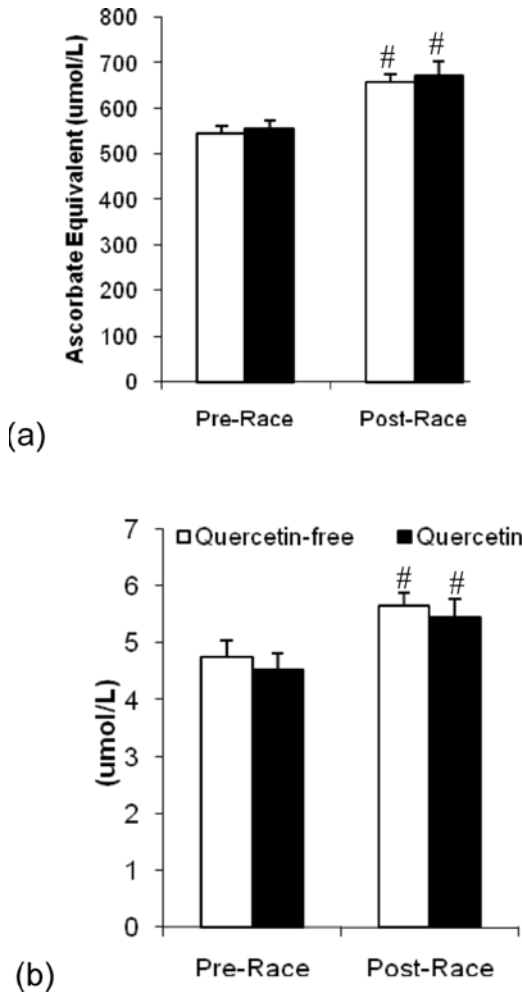 800
700
600
500
400
300
200
100
0
Ascorbate Equivalent (umol/L)
# #
Pre-Race Post-Race
(a)
7
6
5
4
3
2
1
0
(umol/L)
Quercetin-free Quercetin
# #
Pre-Race Post-Race
(b)